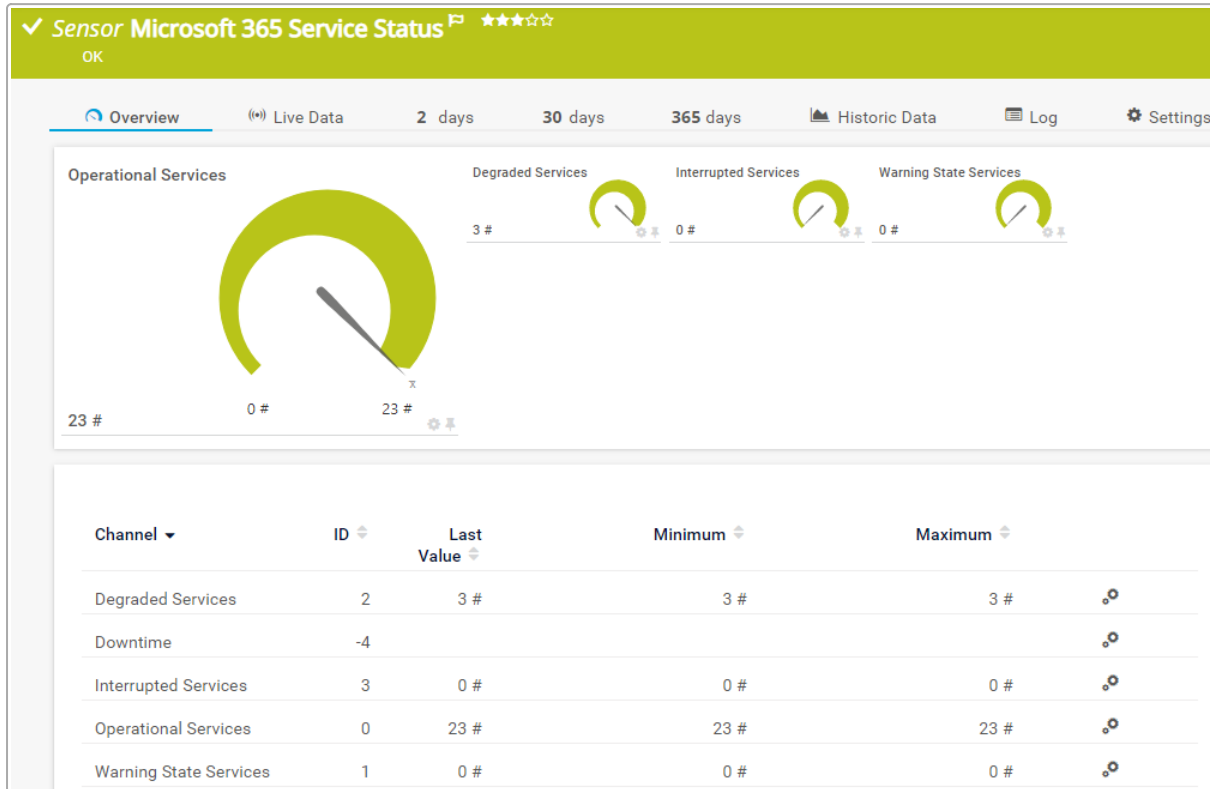 Sensor Microsoft 365 Service Status
OK
Overview
Live Data
2 days
30 days
365 days
Historic Data
Log
Settings
Operational Services
23 #
0 #
23 #
Degraded Services
3 #
Interrupted Services
0 #
Warning State Services
0 #
Channel ID Last Value Minimum Maximum
Degraded Services 2 3 # 3 # 3 #
Downtime -4
Interrupted Services 3 0 # 0 # 0 #
Operational Services 0 23 # 23 # 23 #
Warning State Services 1 0 # 0 # 0 #